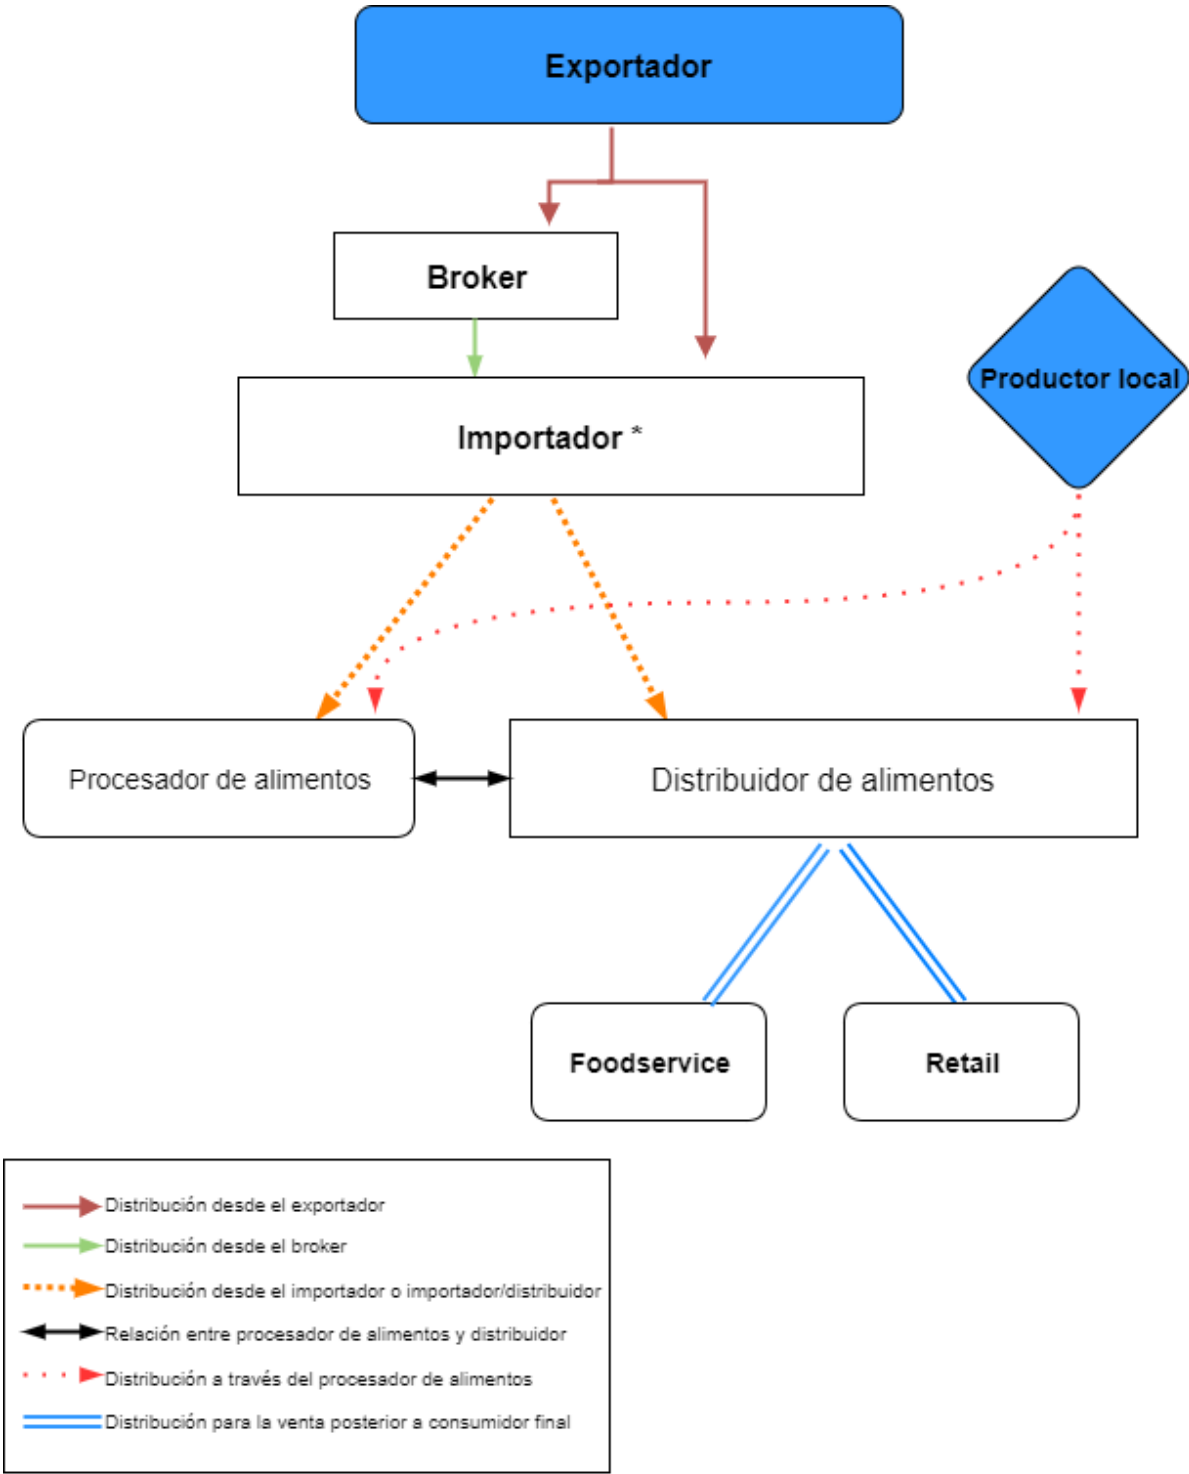 Exportador
Broker
Productor local
Importador *
Procesador de alimentos
Distribuidor de alimentos
Foodservice
Retail
Distribución desde el exportador
Distribución desde el broker
Distribución desde el importador o importador/distribuidor
Relación entre procesador de alimentos y distribuidor
Distribución a través del procesador de alimentos
Distribución para la venta posterior a consumidor final